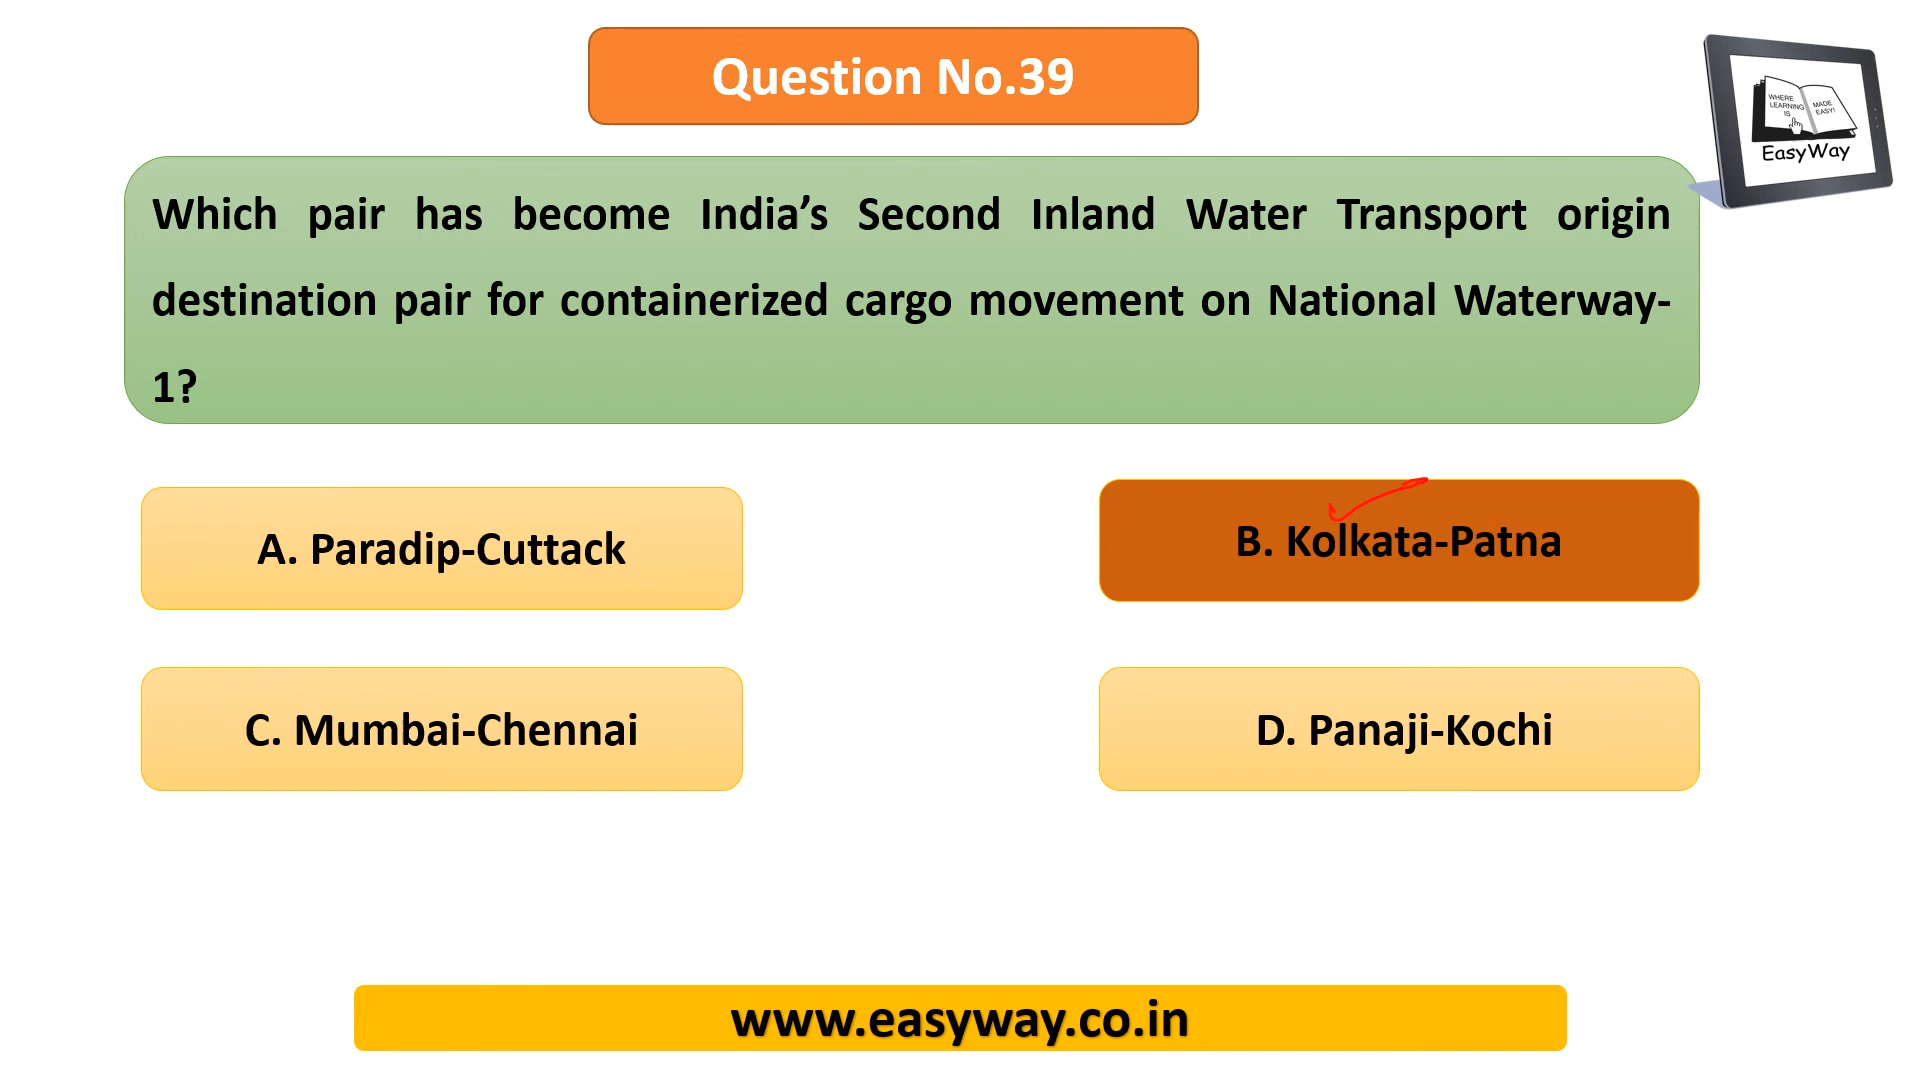 Question No.39
WHERE
LEARNING
IS
MADE
EASY!
EasyWay
Which pair has become India’s Second Inland Water Transport origin
destination pair for containerized cargo movement on National Waterway-
1?
A. Paradip-Cuttack
B. Kolkata-Patna
C. Mumbai-Chennai
D. Panaji-Kochi
www.easyway.co.in